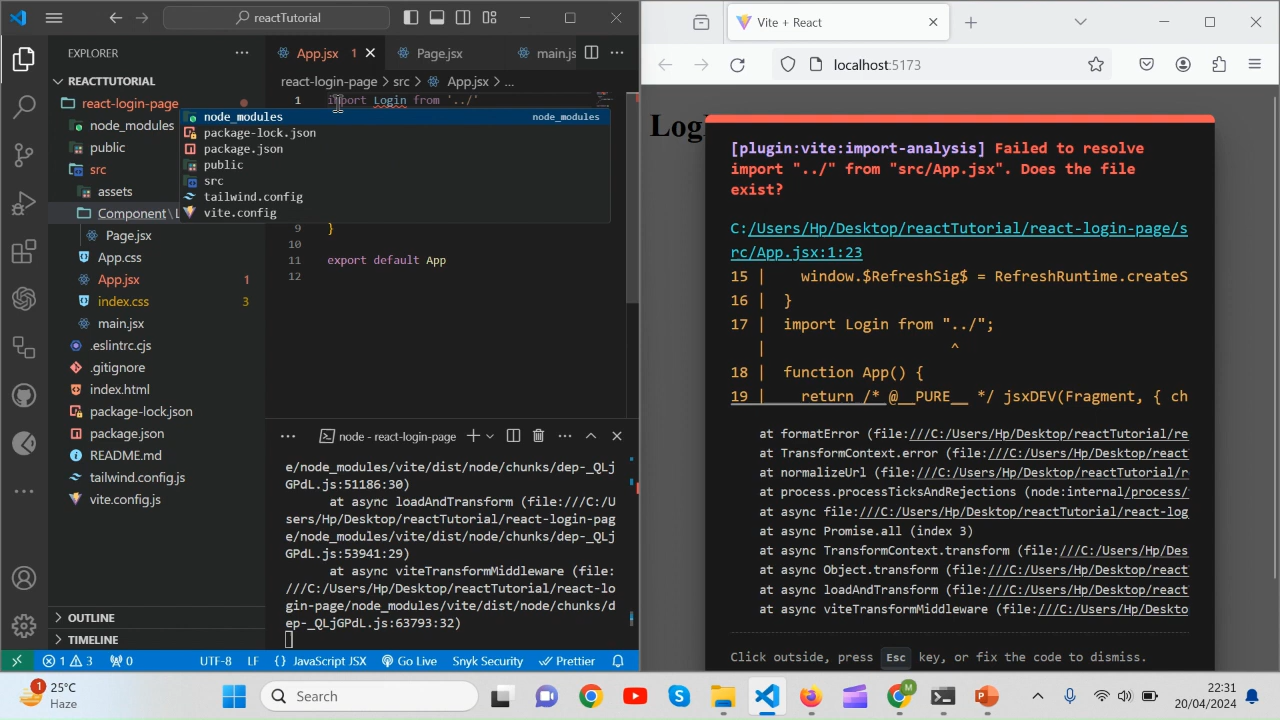 reactTutorial
EXPLORER
REACTTUTORIAL
react-login-page
node_modules
public
src
assets
Component\L
Page.jsx
App.css
App.jsx 1
index.css 3
main.jsx
.eslintrc.cjs
.gitignore
index.html
package-lock.json
package.json
README.md
tailwind.config.js
vite.config.js
OUTLINE
TIMELINE
App.jsx 1 Page.jsx main.js
react-login-page > src > App.jsx > ...
1 import Login from '../'
node_modules node_modules
package-lock.json
package.json
public
src
tailwind.config
vite.config
9 }
10
11 export default App
12
node - react-login-page
e/node_modules/vite/dist/node/chunks/dep-_QLj
GPdL.js:51186:30)
at async loadAndTransform (file:///C:/U
sers/Hp/Desktop/reactTutorial/react-login-pag
e/node_modules/vite/dist/node/chunks/dep-_QLj
GPdL.js:53941:29)
at async viteTransformMiddleware (file:
///C:/Users/Hp/Desktop/reactTutorial/react-lo
gin-page/node_modules/vite/dist/node/chunks/d
ep-_QLjGPdL.js:63793:32)
1 3 0 UTF-8 LF {} JavaScript JSX Go Live Snyk Security Prettier
Vite + React
localhost:5173
[plugin:vite:import-analysis] Failed to resolve
import "../" from "src/App.jsx". Does the file
exist?
C:/Users/Hp/Desktop/reactTutorial/react-login-page/s
rc/App.jsx:1:23
15 | window.$RefreshSig$ = RefreshRuntime.createS
16 | }
17 | import Login from "../";
| ^
18 | function App() {
19 | return /* @__PURE__ */ jsxDEV(Fragment, { ch
at formatError (file:///C:/Users/Hp/Desktop/reactTutorial/re
at TransformContext.error (file:///C:/Users/Hp/Desktop/react
at normalizeUrl (file:///C:/Users/Hp/Desktop/reactTutorial/r
at process.processTicksAndRejections (node:internal/process/
at async file:///C:/Users/Hp/Desktop/reactTutorial/react-log
at async Promise.all (index 3)
at async TransformContext.transform (file:///C:/Users/Hp/Des
at async Object.transform (file:///C:/Users/Hp/Desktop/react
at async loadAndTransform (file:///C:/Users/Hp/Desktop/react
at async viteTransformMiddleware (file:///C:/Users/Hp/Deskto
Click outside, press Esc key, or fix the code to dismiss.
1 25°C
Haze
Search
M
22:31
20/04/2024